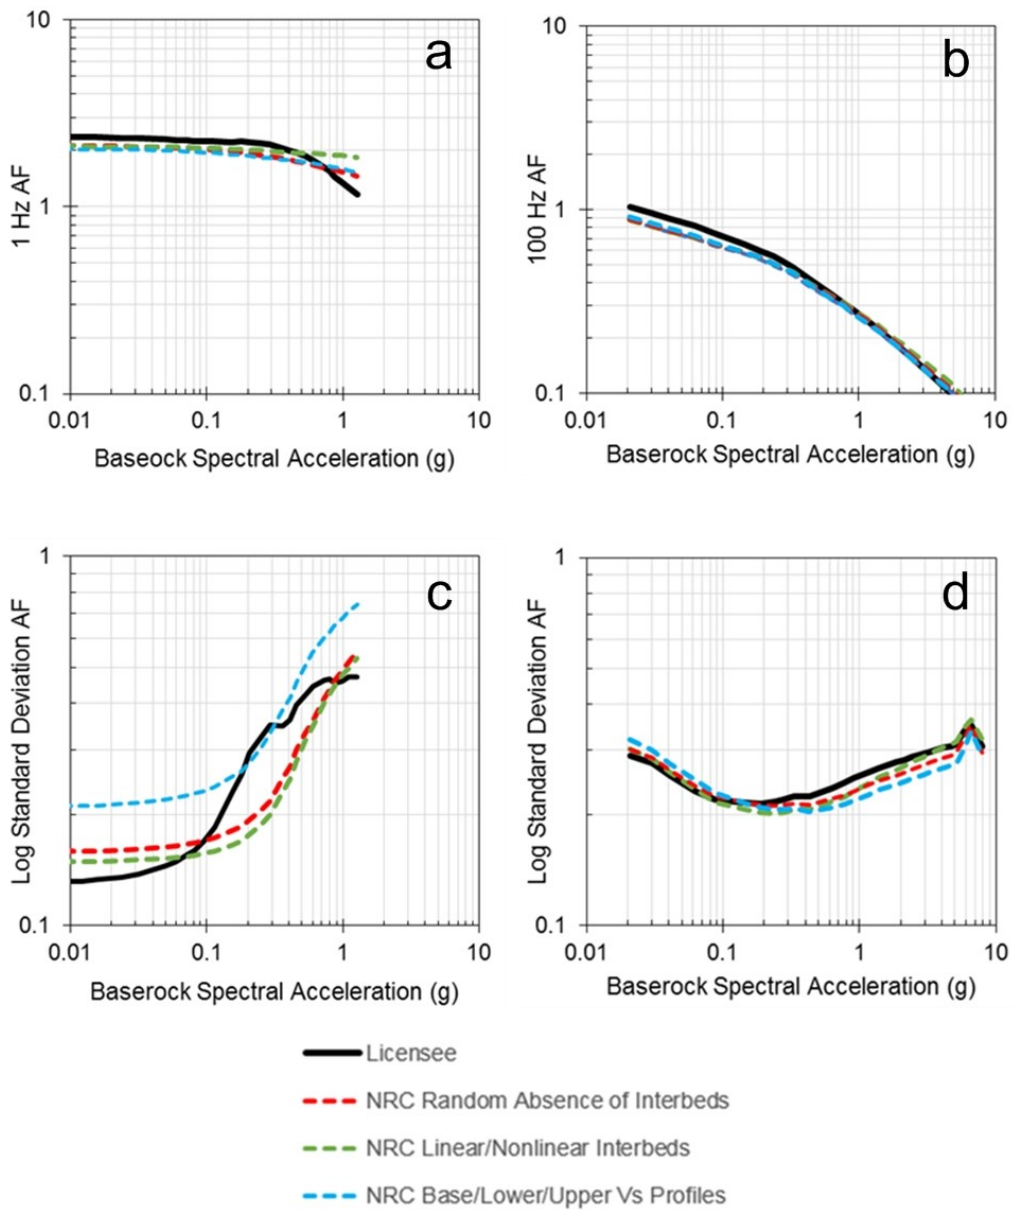 10
1
0.1
1 Hz AF
a
0.01
0.1
1
10
Baseock Spectral Acceleration (g)
10
1
0.1
100 Hz AF
b
0.01
0.1
1
10
Baserock Spectral Acceleration (g)
1
0.1
Log Standard Deviation AF
c
0.01
0.1
1
10
Baserock Spectral Acceleration (g)
1
0.1
Log Standard Deviation AF
d
0.01
0.1
1
10
Baserock Spectral Acceleration (g)
Licensee
NRC Random Absence of Interbeds
NRC Linear/Nonlinear Interbeds
NRC Base/Lower/Upper Vs Profiles